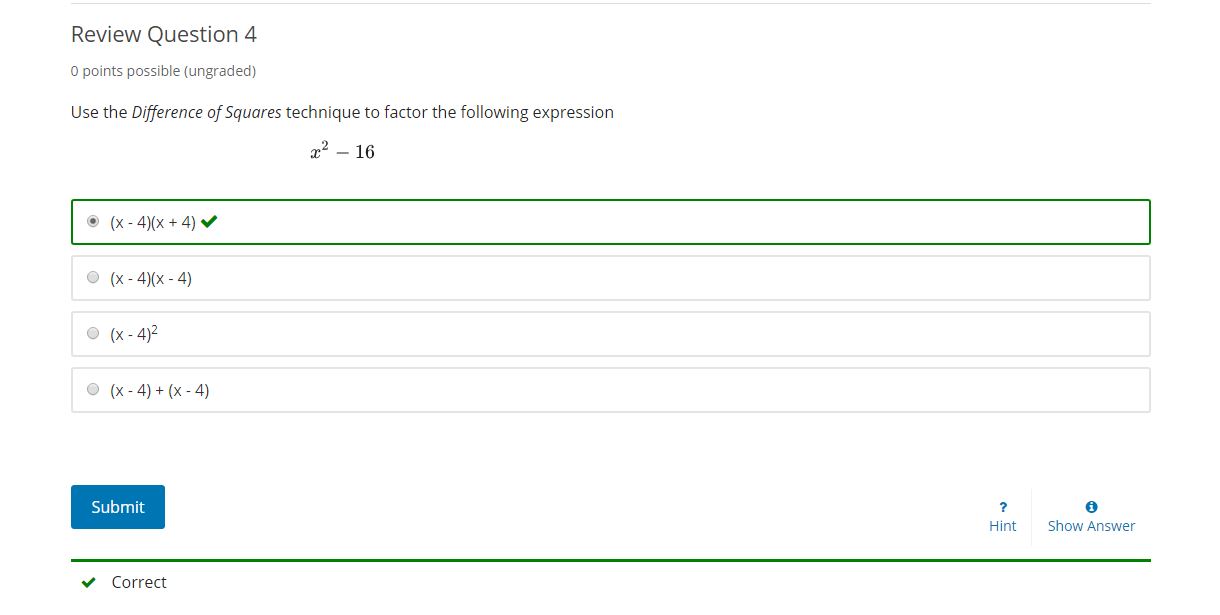 Review Question 4
0 points possible (ungraded)
Use the Difference of Squares technique to factor the following expression
x² − 16
(x - 4)(x + 4)
(x - 4)(x - 4)
(x - 4)²
(x - 4) + (x - 4)
Submit
? Hint
Show Answer
Correct